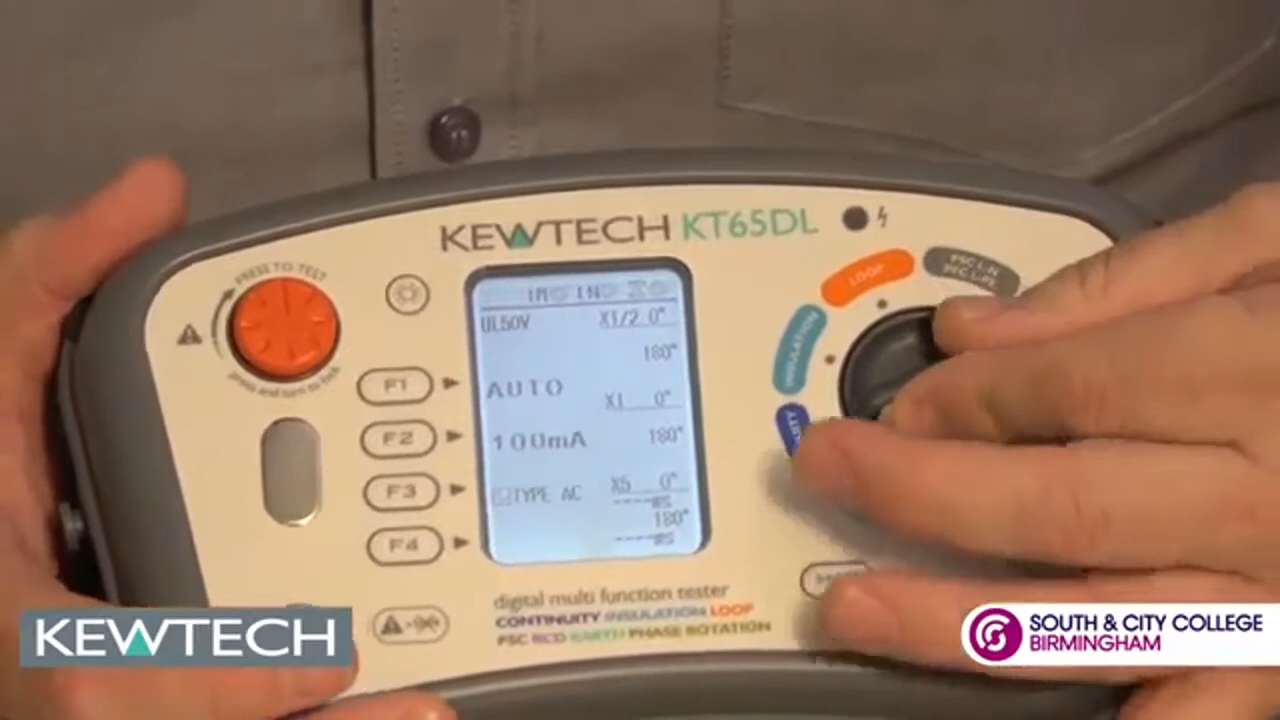 KEWTECH KT65DL
PRESS TO TEST
press and turn to lock
LOOP
PSC L-N
PFC L-PE
INSULATION
UL50V
X1/2 0°
180°
AUTO
X1 0°
100mA
180°
F1
F2
F3
F4
TYPE AC
X5 0°
180°
digital multi function tester
CONTINUITY INSULATION LOOP
PSC RCD EARTH PHASE ROTATION
KEWTECH
SOUTH & CITY COLLEGE
BIRMINGHAM